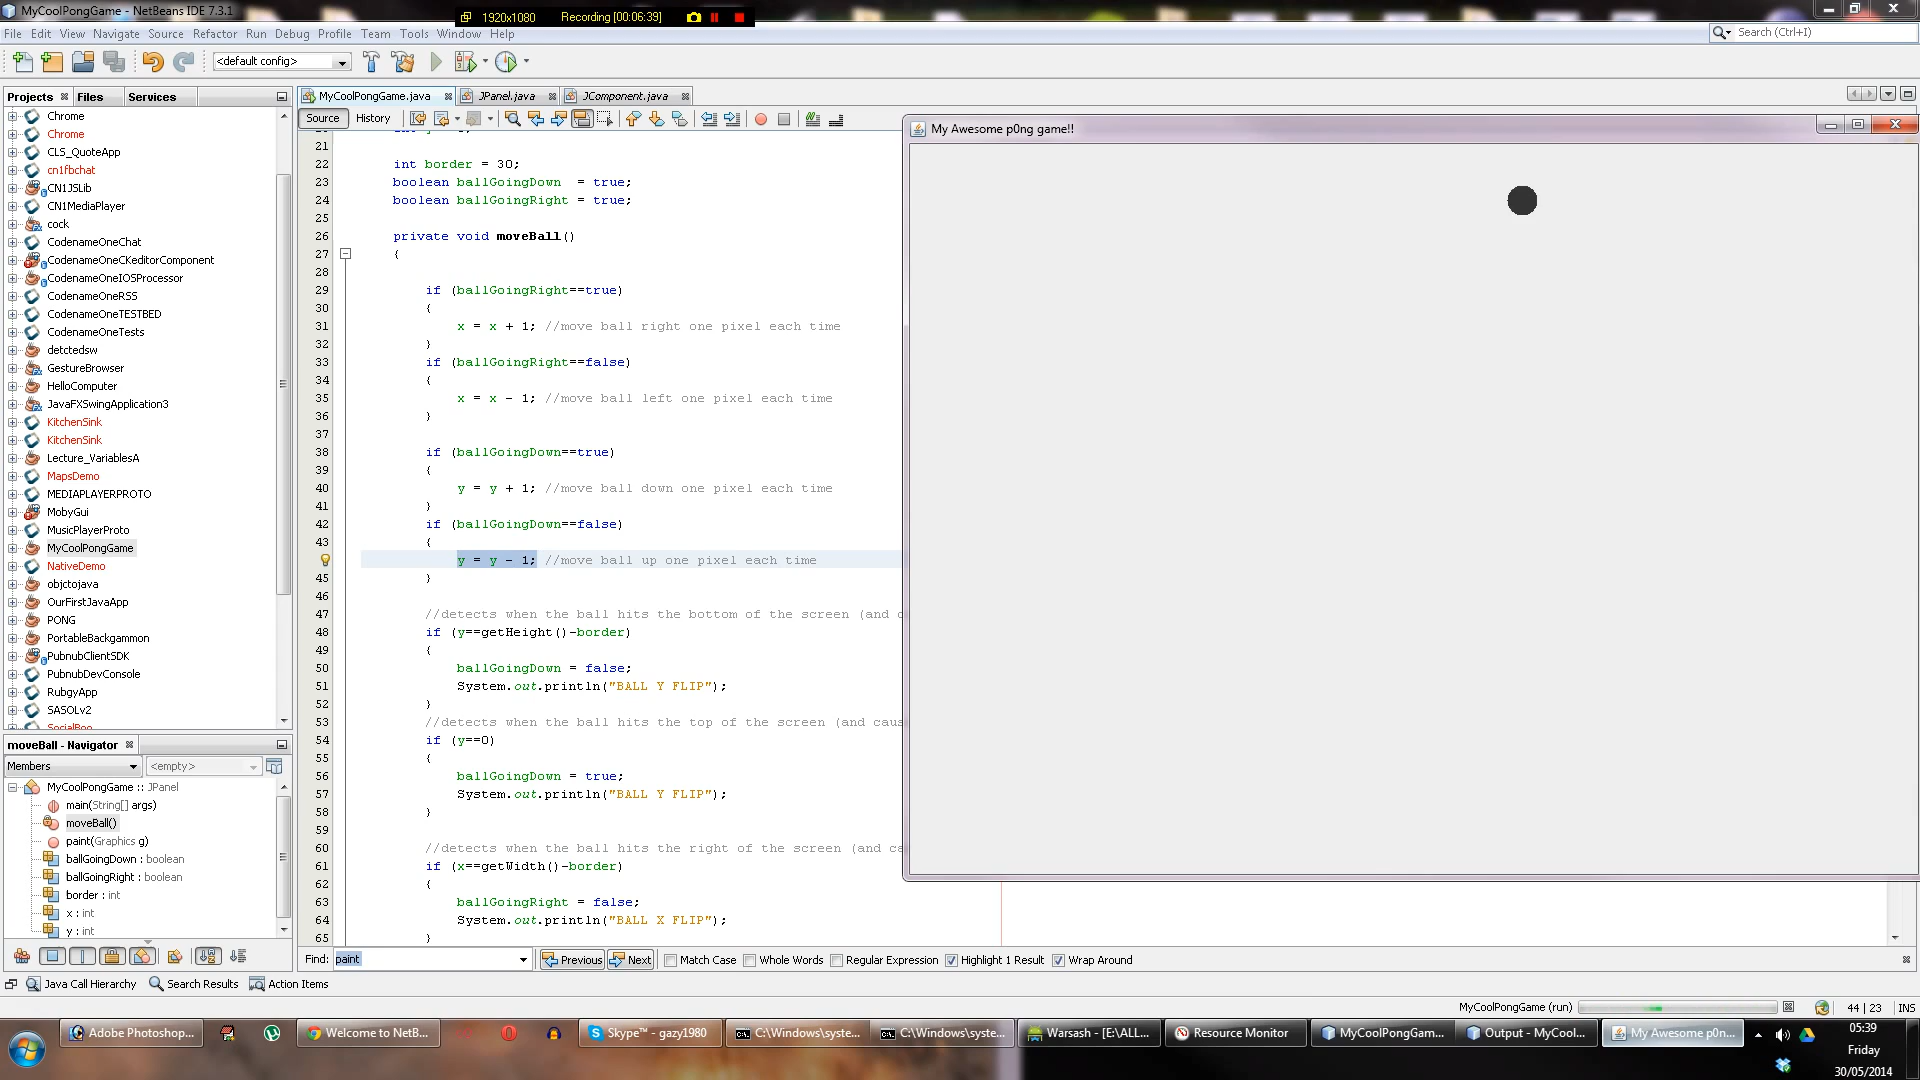 MyCoolPongGame - NetBeans IDE 7.3.1
1920x1080 Recording [00:06:39]
File Edit View Navigate Source Refactor Run Debug Profile Team Tools Window Help
Search (Ctrl+I)
<default config>
Projects Files Services
MyCoolPongGame.java JPanel.java JComponent.java
Source History
Chrome
Chrome
CLS_QuoteApp
cn1fbchat
CN1JSLib
CN1MediaPlayer
cock
CodenameOneChat
CodenameOneCKeditorComponent
CodenameOneIOSProcessor
CodenameOneRSS
CodenameOneTESTBED
CodenameOneTests
detctedsw
GestureBrowser
HelloComputer
JavaFXSwingApplication3
KitchenSink
KitchenSink
Lecture_VariablesA
MapsDemo
MEDIAPLAYERPROTO
MobyGui
MusicPlayerProto
MyCoolPongGame
NativeDemo
objctojava
OurFirstJavaApp
PONG
PortableBackgammon
PubnubClientSDK
PubnubDevConsole
RubgyApp
SASOLv2
moveBall - Navigator
Members <empty>
MyCoolPongGame :: JPanel
main(String[] args)
moveBall()
paint(Graphics g)
ballGoingDown : boolean
ballGoingRight : boolean
border : int
x : int
y : int
21
22 int border = 30;
23 boolean ballGoingDown = true;
24 boolean ballGoingRight = true;
25
26 private void moveBall()
27 {
28
29 if (ballGoingRight==true)
30 {
31 x = x + 1; //move ball right one pixel each time
32 }
33 if (ballGoingRight==false)
34 {
35 x = x - 1; //move ball left one pixel each time
36 }
37
38 if (ballGoingDown==true)
39 {
40 y = y + 1; //move ball down one pixel each time
41 }
42 if (ballGoingDown==false)
43 {
y = y - 1; //move ball up one pixel each time
45 }
46
47 //detects when the ball hits the bottom of the screen (and c
48 if (y==getHeight()-border)
49 {
50 ballGoingDown = false;
51 System.out.println("BALL Y FLIP");
52 }
53 //detects when the ball hits the top of the screen (and caus
54 if (y==0)
55 {
56 ballGoingDown = true;
57 System.out.println("BALL Y FLIP");
58 }
59
60 //detects when the ball hits the right of the screen (and ca
61 if (x==getWidth()-border)
62 {
63 ballGoingRight = false;
64 System.out.println("BALL X FLIP");
65 }
My Awesome p0ng game!!
Find: paint Previous Next Match Case Whole Words Regular Expression Highlight 1 Result Wrap Around
Java Call Hierarchy Search Results Action Items
MyCoolPongGame (run) 44 | 23 INS
Adobe Photoshop... Welcome to NetB... Skype™ - gazy1980 C:\Windows\syste... C:\Windows\syste... Warsash - [E:\ALL... Resource Monitor MyCoolPongGam... Output - MyCool... My Awesome p0n...
05:39
Friday
30/05/2014